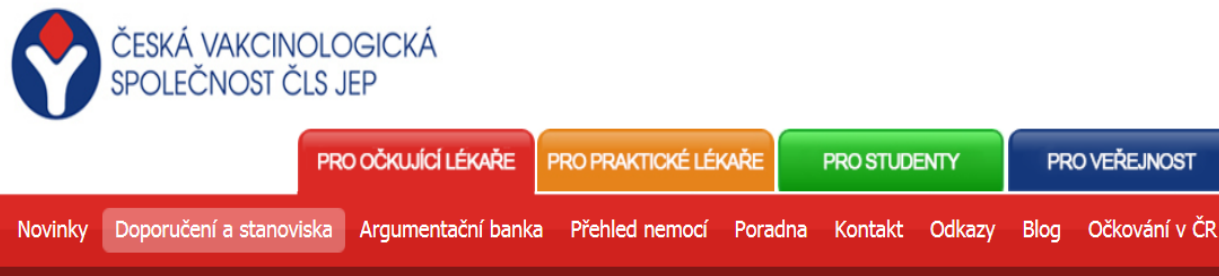 ČESKÁ VAKCINOLOGICKÁ
SPOLEČNOST ČLS JEP
PRO OČKUJÍCÍ LÉKAŘE PRO PRAKTICKÉ LÉKAŘE PRO STUDENTY PRO VEŘEJNOST
Novinky Doporučení a stanoviska Argumentační banka Přehled nemocí Poradna Kontakt Odkazy Blog Očkování v ČR